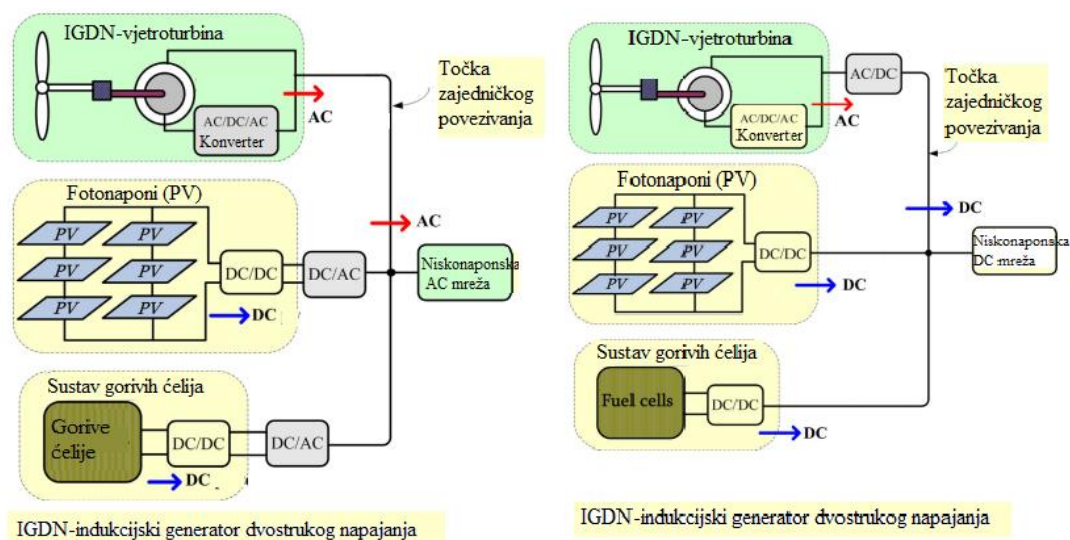 IGDN-vjetroturbina
AC/DC/AC
Konverter
AC
Točka
zajedničkog
povezivanja
Fotonaponi (PV)
PV
PV
PV
PV
PV
PV
DC/DC
DC
DC/AC
AC
Niskonaponska
AC mreža
Sustav gorivih ćelija
Gorive
ćelije
DC/DC
DC
DC/AC
IGDN-indukcijski generator dvostrukog napajanja
IGDN-vjetroturbina
AC/DC/AC
Konverter
AC
AC/DC
Točka
zajedničkog
povezivanja
Fotonaponi (PV)
PV
PV
PV
PV
PV
PV
DC/DC
DC
DC
Niskonaponska
DC mreža
Sustav gorivih ćelija
Fuel cells
DC/DC
DC
IGDN-indukcijski generator dvostrukog napajanja